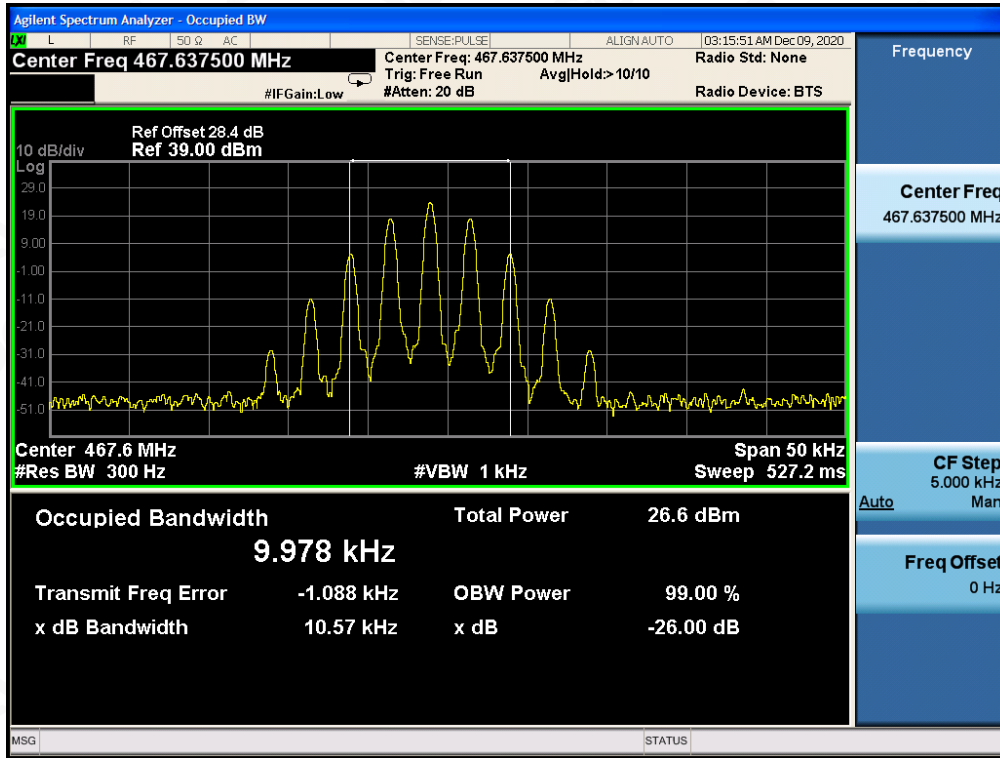 Agilent Spectrum Analyzer - Occupied BW
LXI L RF 50 Ω AC SENSE:PULSE ALIGN AUTO 03:15:51 AM Dec 09, 2020
Center Freq 467.637500 MHz
Center Freq: 467.637500 MHz
Radio Std: None
Trig: Free Run Avg|Hold:>10/10
#IFGain:Low
#Atten: 20 dB
Radio Device: BTS
Ref Offset 28.4 dB
10 dB/div Ref 39.00 dBm
Log
29.0
19.0
9.00
-1.00
-11.0
-21.0
-31.0
-41.0
-51.0
Center 467.6 MHz Span 50 kHz
#Res BW 300 Hz #VBW 1 kHz Sweep 527.2 ms
Occupied Bandwidth Total Power 26.6 dBm
9.978 kHz
Transmit Freq Error -1.088 kHz OBW Power 99.00 %
x dB Bandwidth 10.57 kHz x dB -26.00 dB
MSG STATUS
Frequency
Center Freq
467.637500 MHz
CF Step
5.000 kHz
Auto Man
Freq Offset
0 Hz